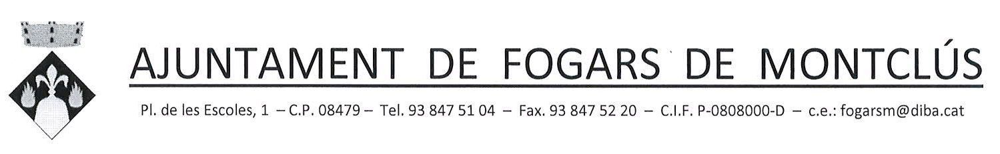 AJUNTAMENT DE FOGARS DE MONTCLÚS
Pl. de les Escoles, 1 – C.P. 08479 – Tel. 93 847 51 04 – Fax. 93 847 52 20 – C.I.F. P-0808000-D – c.e.: fogarsm@diba.cat